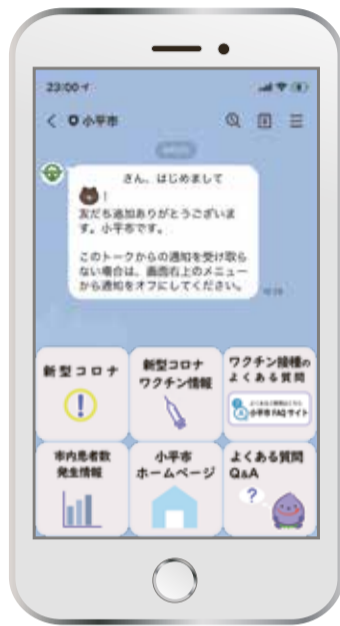 23:00
小平市
さん、はじめまして
！
友だち追加ありがとうございま
す。小平市です。
このトークからの通知を受け取ら
ない場合は、画面右上のメニュー
から通知をオフにしてください。
新型コロナ
新型コロナ
ワクチン情報
ワクチン接種の
よくある質問
小平市 FAQ サイト
市内患者数
発生情報
小平市
ホームページ
よくある質問
Q&A
?